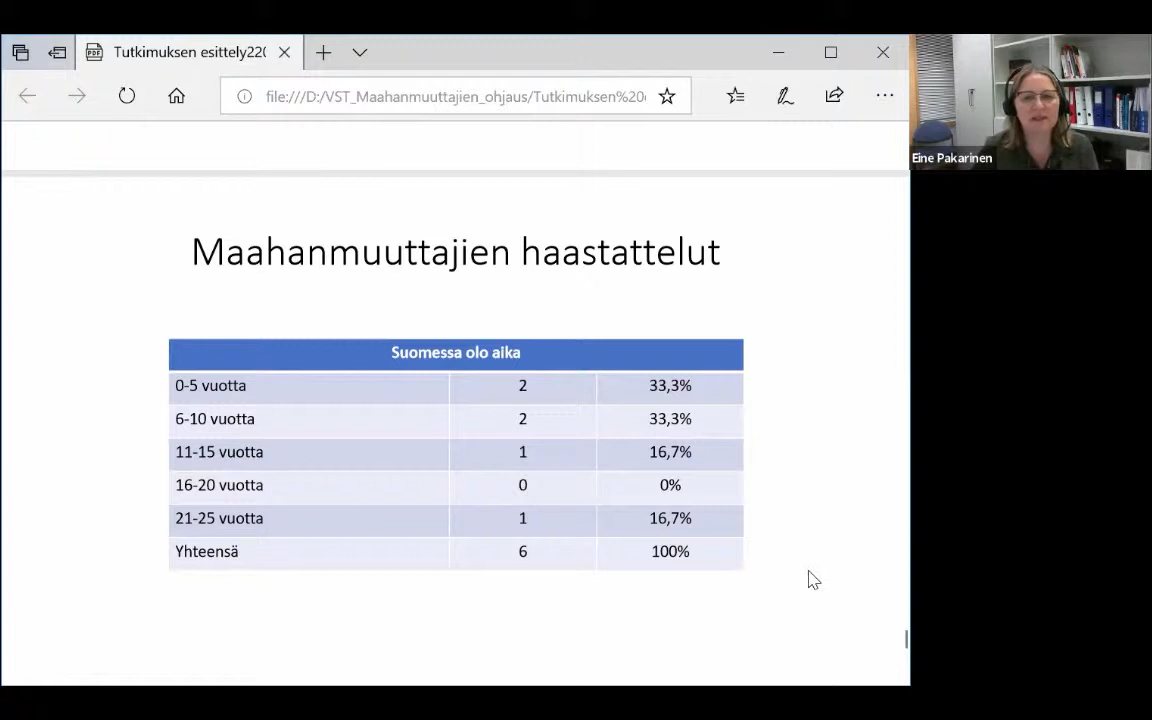 Tutkimuksen esittely220
file:///D:/VST_Maahanmuuttajien_ohjaus/Tutkimuksen%20
Eine Pakarinen
Maahanmuuttajien haastattelut
Suomessa olo aika
0-5 vuotta 2 33,3%
6-10 vuotta 2 33,3%
11-15 vuotta 1 16,7%
16-20 vuotta 0 0%
21-25 vuotta 1 16,7%
Yhteensä 6 100%